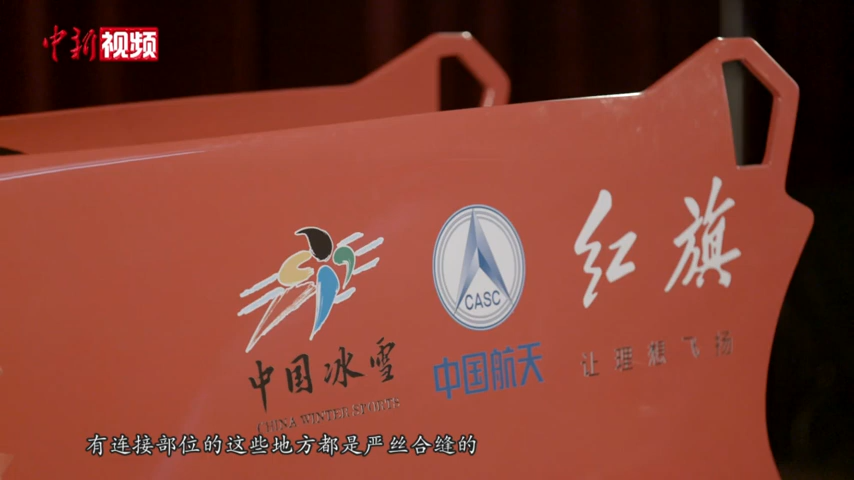 中新视频
CASC
红旗
中国冰雪
中国航天
让理想飞扬
CHINA WINTER SPORTS
有连接部位的这些地方都是严丝合缝的